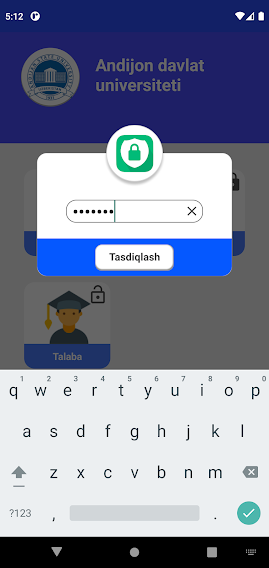 5:12
Andijon davlat
universiteti
•••••••
Tasdiqlash
Talaba
1 2 3 4 5 6 7 8 9 0
q w e r t y u i o p
a s d f g h j k l
z x c v b n m
?123 , .